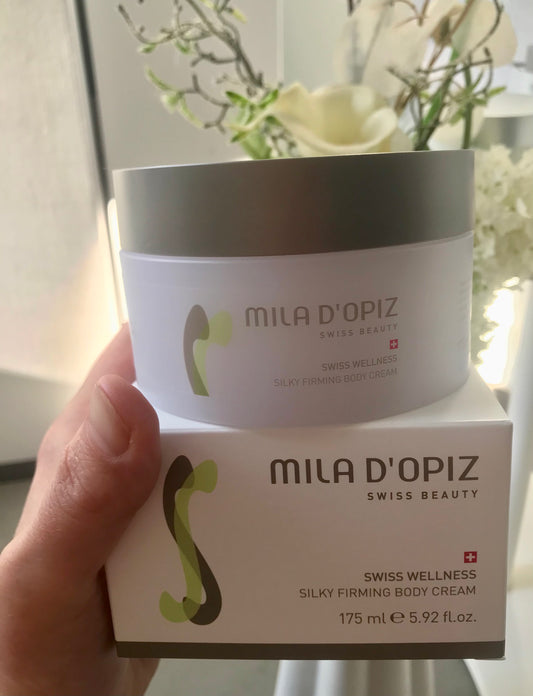 MILA D'OPIZ
SWISS BEAUTY
SWISS WELLNESS
SILKY FIRMING BODY CREAM
MILA D'OPIZ
SWISS BEAUTY
SWISS WELLNESS
SILKY FIRMING BODY CREAM
175 ml ℮ 5.92 fl.oz.